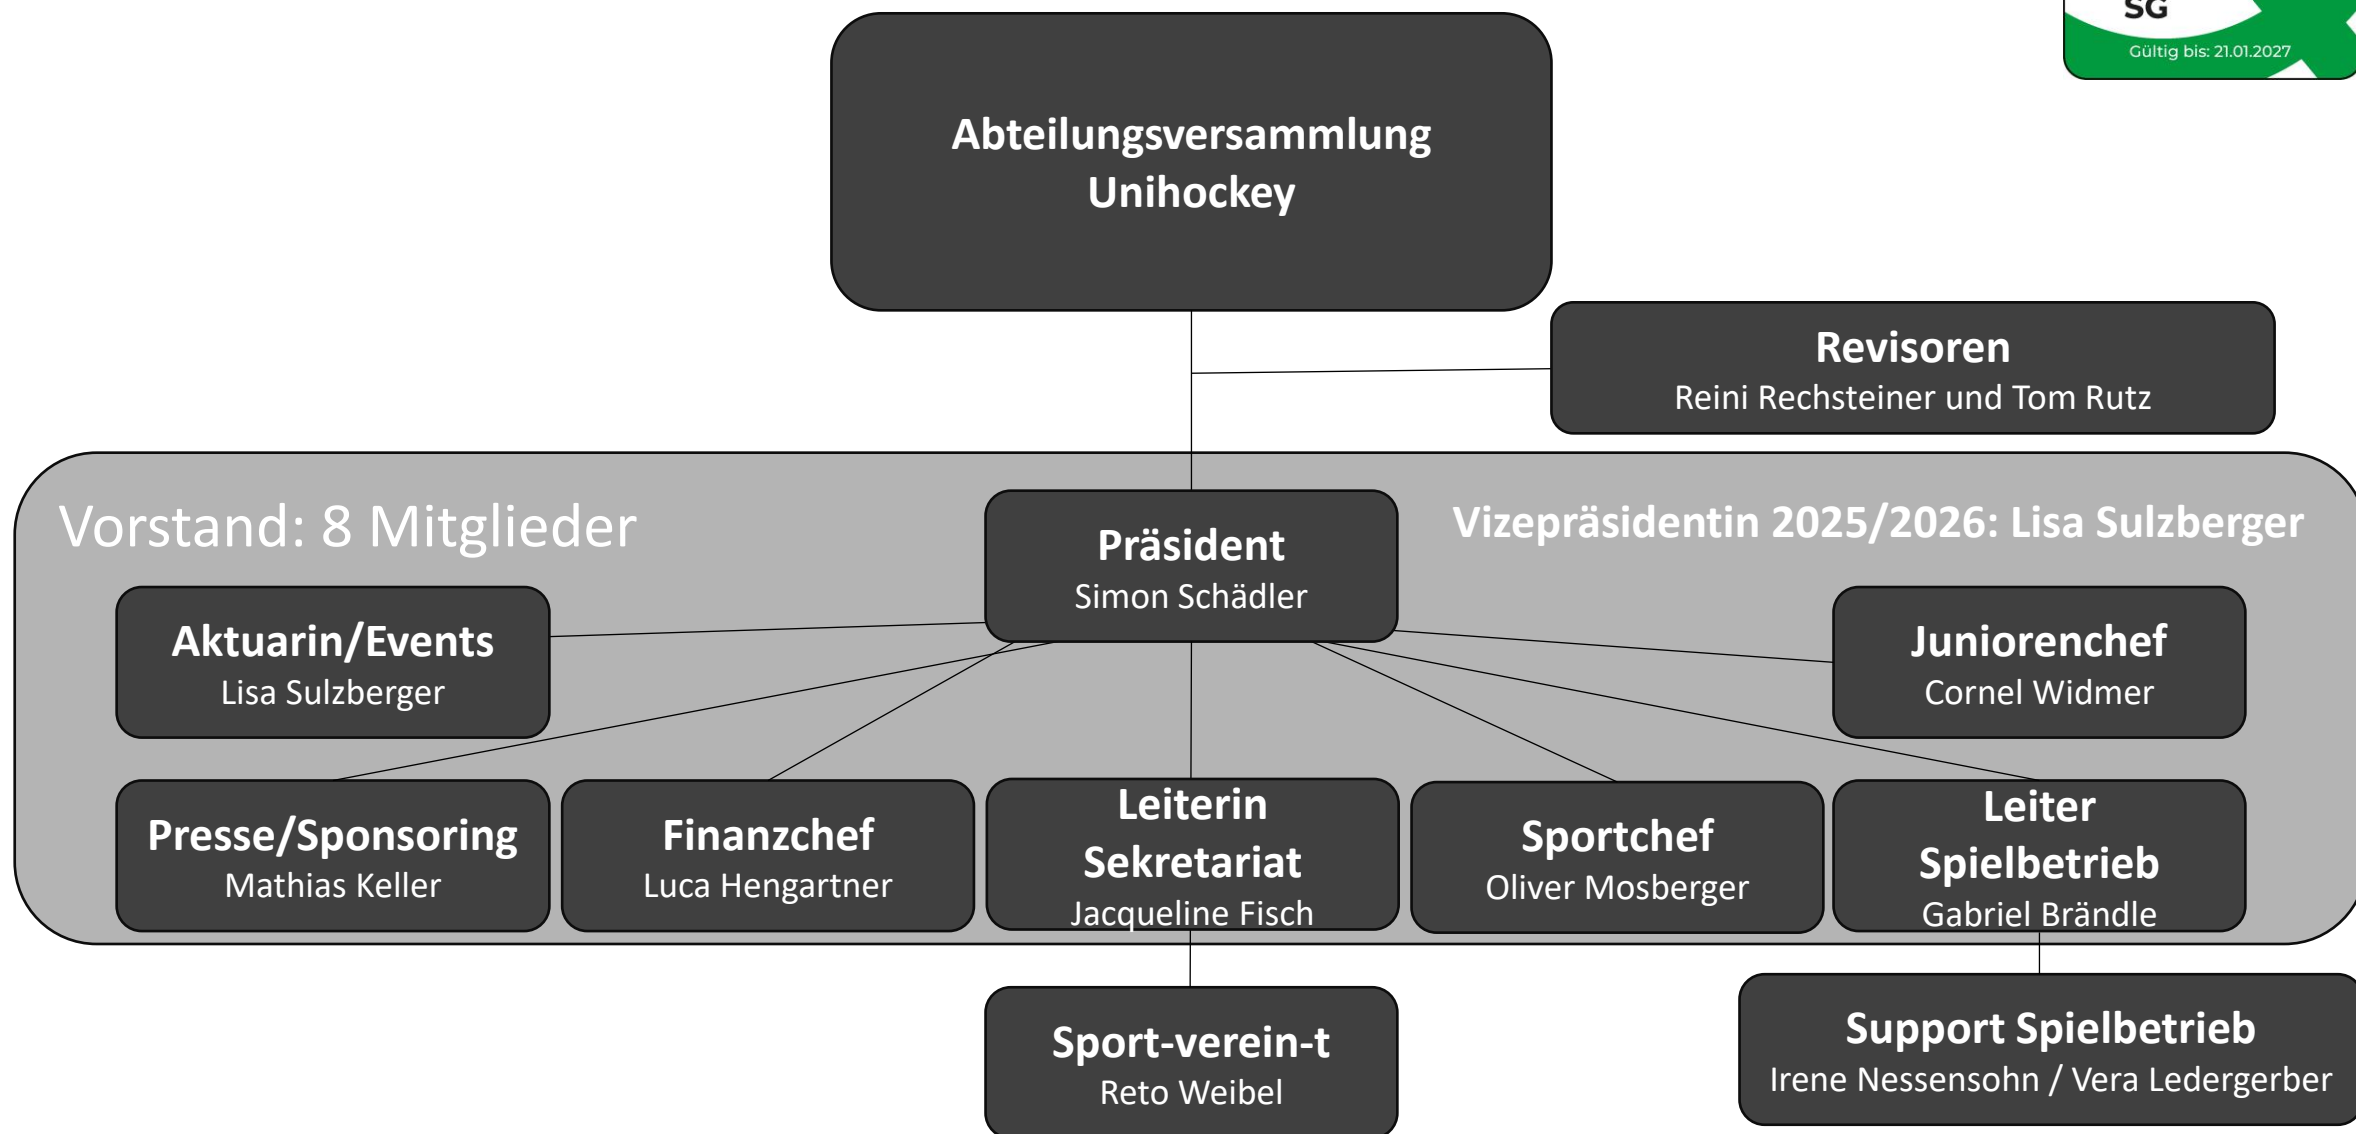 SG
Gültig bis: 21.01.2027
Abteilungsversammlung
Unihockey
Revisoren
Reini Rechsteiner und Tom Rutz
Vorstand: 8 Mitglieder
Präsident
Simon Schädler
Vizepräsidentin 2025/2026: Lisa Sulzberger
Aktuarin/Events
Lisa Sulzberger
Juniorenchef
Cornel Widmer
Presse/Sponsoring
Mathias Keller
Finanzchef
Luca Hengartner
Leiterin
Sekretariat
Jacqueline Fisch
Sportchef
Oliver Mosberger
Leiter
Spielbetrieb
Gabriel Brändle
Sport-verein-t
Reto Weibel
Support Spielbetrieb
Irene Nessensohn / Vera Ledergerber